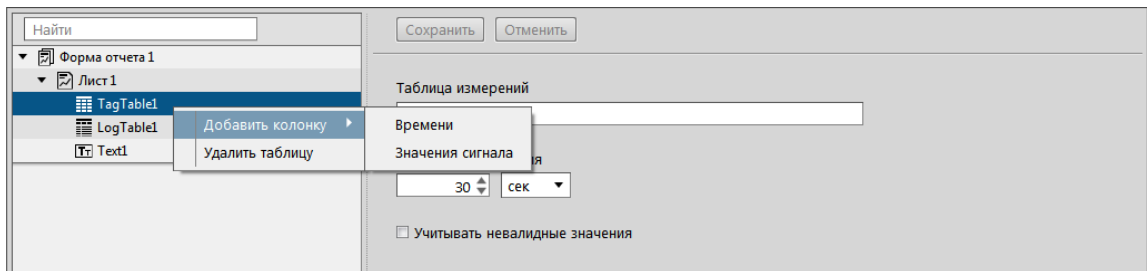 Найти
Форма отчета 1
Лист 1
TagTable1
LogTable1
Text1
Добавить колонку
Удалить таблицу
Времени
Значения сигнала
Сохранить Отменить
Таблица измерений
30 сек
Учитывать невалидные значения